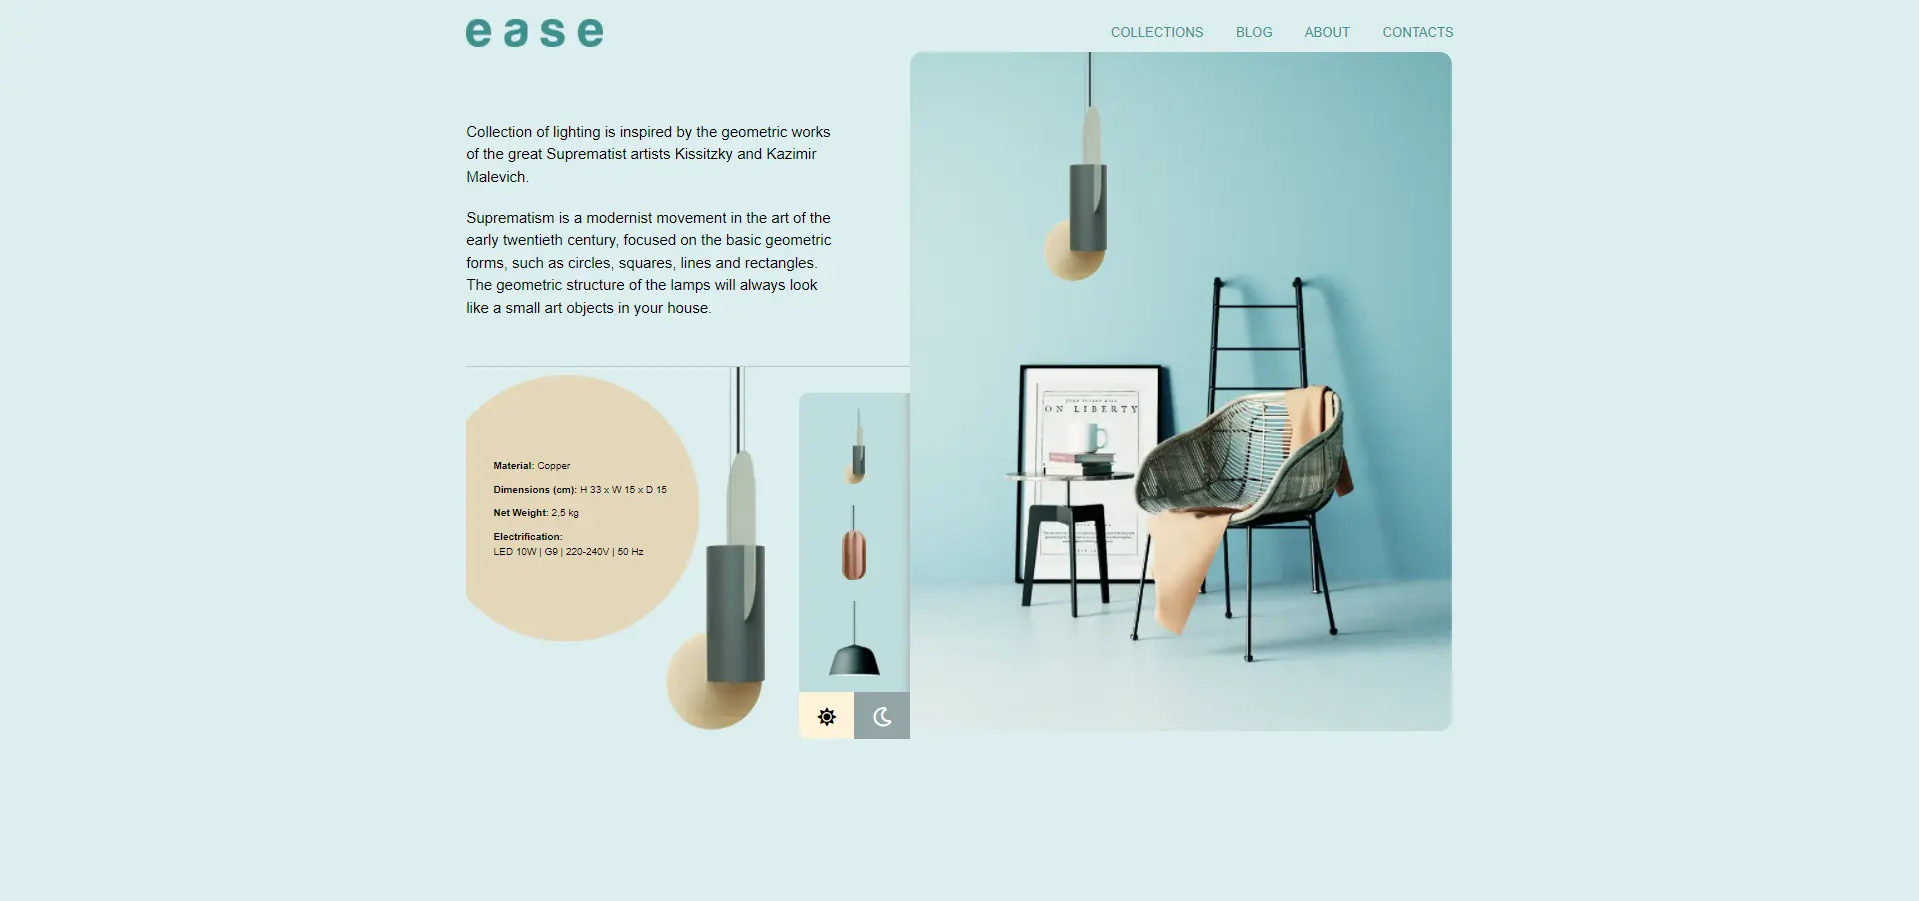 ease
COLLECTIONS BLOG ABOUT CONTACTS
Collection of lighting is inspired by the geometric works
of the great Suprematist artists Kissitzky and Kazimir
Malevich.
Suprematism is a modernist movement in the art of the
early twentieth century, focused on the basic geometric
forms, such as circles, squares, lines and rectangles.
The geometric structure of the lamps will always look
like a small art objects in your house.
Material: Copper
Dimensions (cm): H 33 x W 15 x D 15
Net Weight: 2,5 kg
Electrification:
LED 10W | G9 | 220-240V | 50 Hz
ON LIBERTY